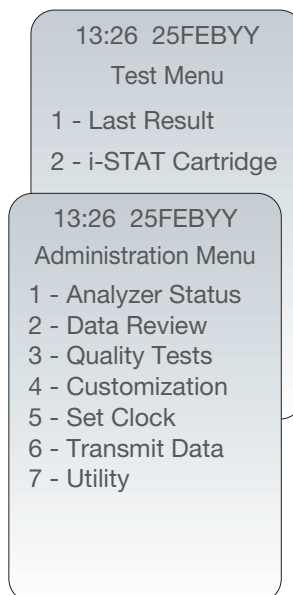 13:26 25FEBYY
Test Menu
1 - Last Result
2 - i-STAT Cartridge
13:26 25FEBYY
Administration Menu
1 - Analyzer Status
2 - Data Review
3 - Quality Tests
4 - Customization
5 - Set Clock
6 - Transmit Data
7 - Utility